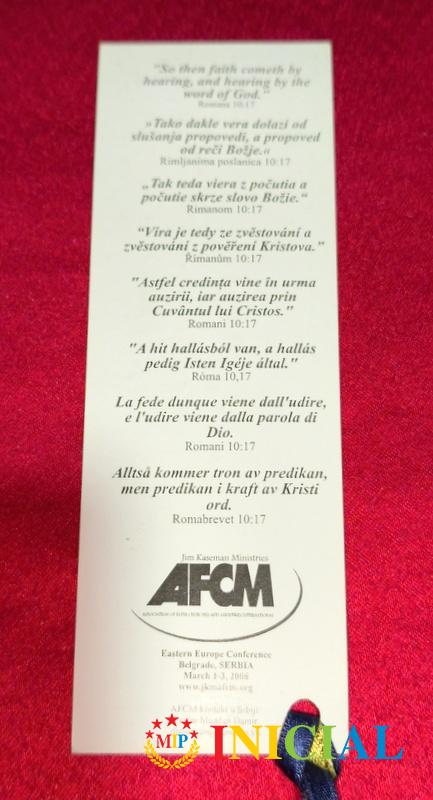 "So then faith cometh by
hearing, and hearing by the
word of God."
Romans 10:17
»Tako dakle vera dolazi od
slušanja propovedi, a propoved
od reči Božje.«
Rimljanima poslanica 10:17
„Tak teda viera z počutia a
počutie skrze slovo Božie.“
Rimanom 10:17
“Víra je tedy ze zvěstování a
zvěstování z pověření Kristova."
Římanům 10:17
"Astfel credința vine în urma
auzirii, iar auzirea prin
Cuvântul lui Cristos."
Romani 10:17
"A hit hallásból van, a hallás
pedig Isten Igéje által."
Róma 10,17
La fede dunque viene dall'udire,
e l'udire viene dalla parola di
Dio.
Romani 10:17
Alltså kommer tron av predikan,
men predikan i kraft av Kristi
ord.
Romabrevet 10:17
Jim Kaseman Ministries
AFCM
Eastern Europe Conference
Belgrade, SERBIA
March 1-3, 2006
www.jkmafcm.org
AFCM kontakt u Srbiji:
MIP INICIAL